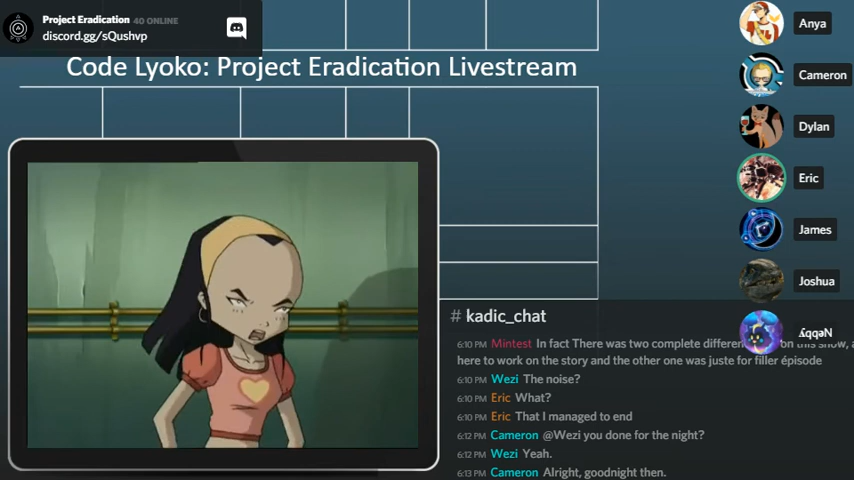 Project Eradication 40 ONLINE
discord.gg/sQushvp
Code Lyoko: Project Eradication Livestream
Anya
Cameron
Dylan
Eric
James
Joshua
ʎqqǝN
# kadic_chat
6:10 PM Mintest In fact There was two complete on this show, a
here to work on the story and the other one was juste for filler épisode
6:10 PM Wezi The noise?
6:10 PM Eric What?
6:10 PM Eric That I managed to end
6:12 PM Cameron @Wezi you done for the night?
6:12 PM Wezi Yeah.
6:13 PM Cameron Alright, goodnight then.